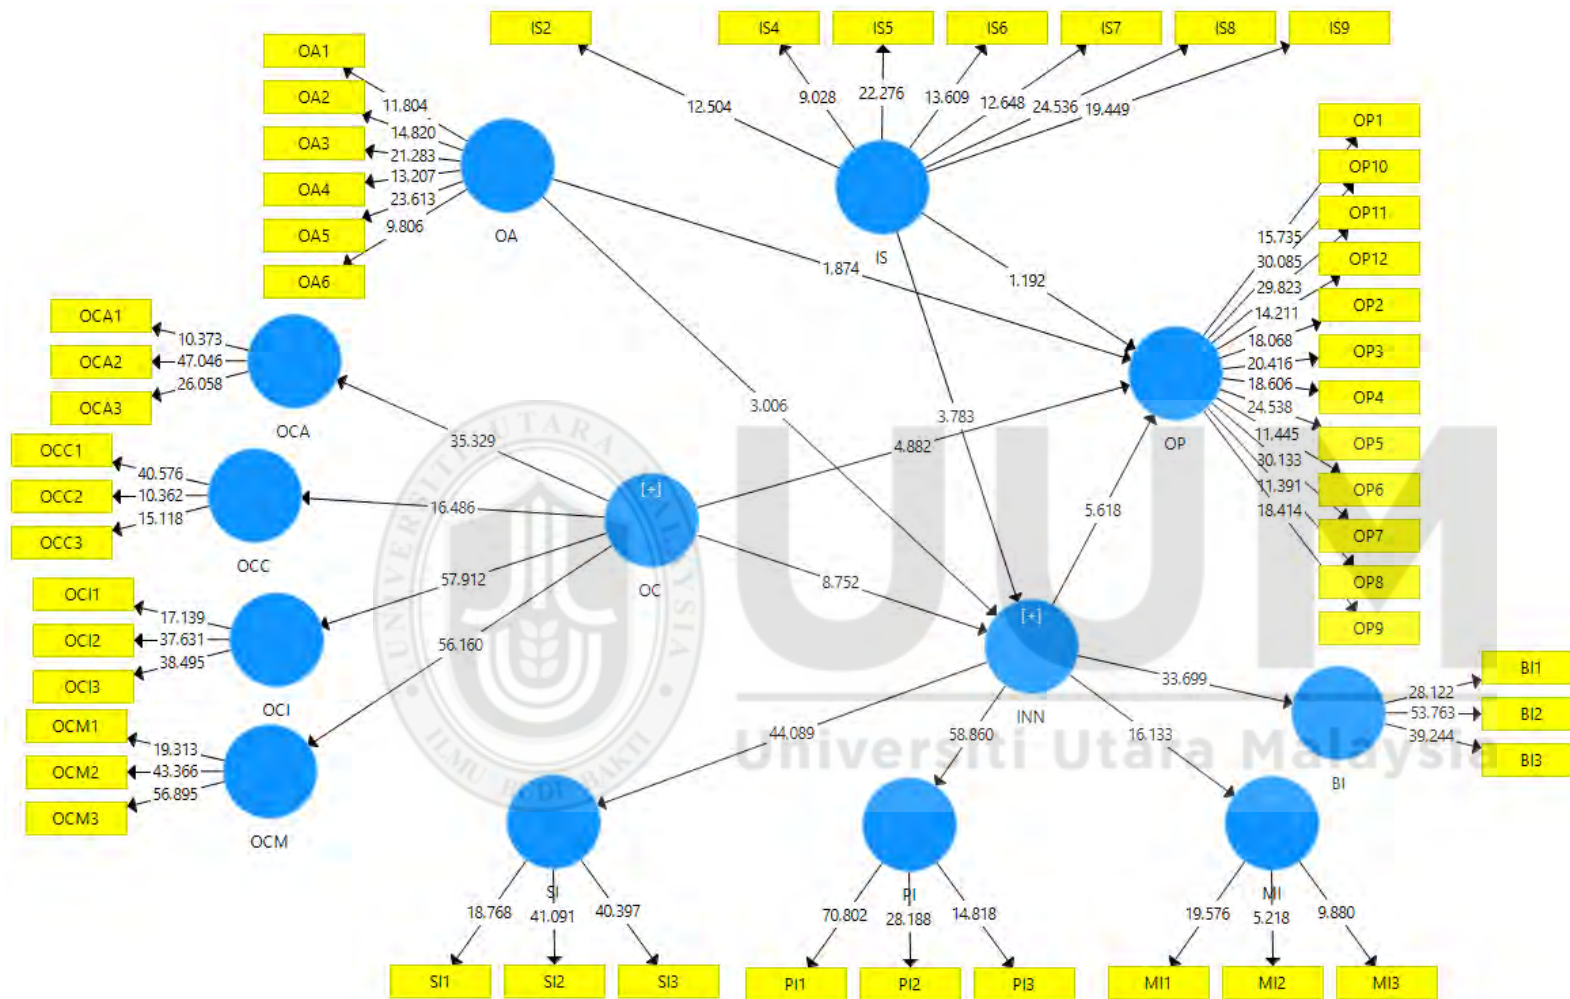 IS2
IS4
IS5
IS6
IS7
IS8
IS9
OA1
OA2
OA3
OA4
OA5
OA6
11.804
14.820
21.283
13.207
23.613
9.806
OA
12.504
9.028
22.276
13.609
12.648
24.536
19.449
IS
OP1
OP10
OP11
OP12
OP2
OP3
OP4
OP5
OP6
OP7
OP8
OP9
15.735
30.085
29.823
14.211
18.068
20.416
18.606
24.538
11.445
30.133
11.391
18.414
OP
1.874
1.192
3.006
3.783
4.882
5.618
8.752
OCA1
OCA2
OCA3
10.373
47.046
26.058
OCA
35.329
OCC1
OCC2
OCC3
40.576
10.362
15.118
OCC
16.486
[+]
OC
OCI1
OCI2
OCI3
17.139
37.631
38.495
OCI
57.912
56.160
OCM1
OCM2
OCM3
19.313
43.366
56.895
OCM
[+]
INN
33.699
44.089
58.860
16.133
BI1
BI2
BI3
28.122
53.763
39.244
BI
SI
18.768
41.091
40.397
SI1
SI2
SI3
PI
70.802
28.188
14.818
PI1
PI2
PI3
MI
19.576
5.218
9.880
MI1
MI2
MI3
UUM
Universiti Utara Malaysia
UNIVERSITI UTARA MALAYSIA
ILMU BUDI BAKTI